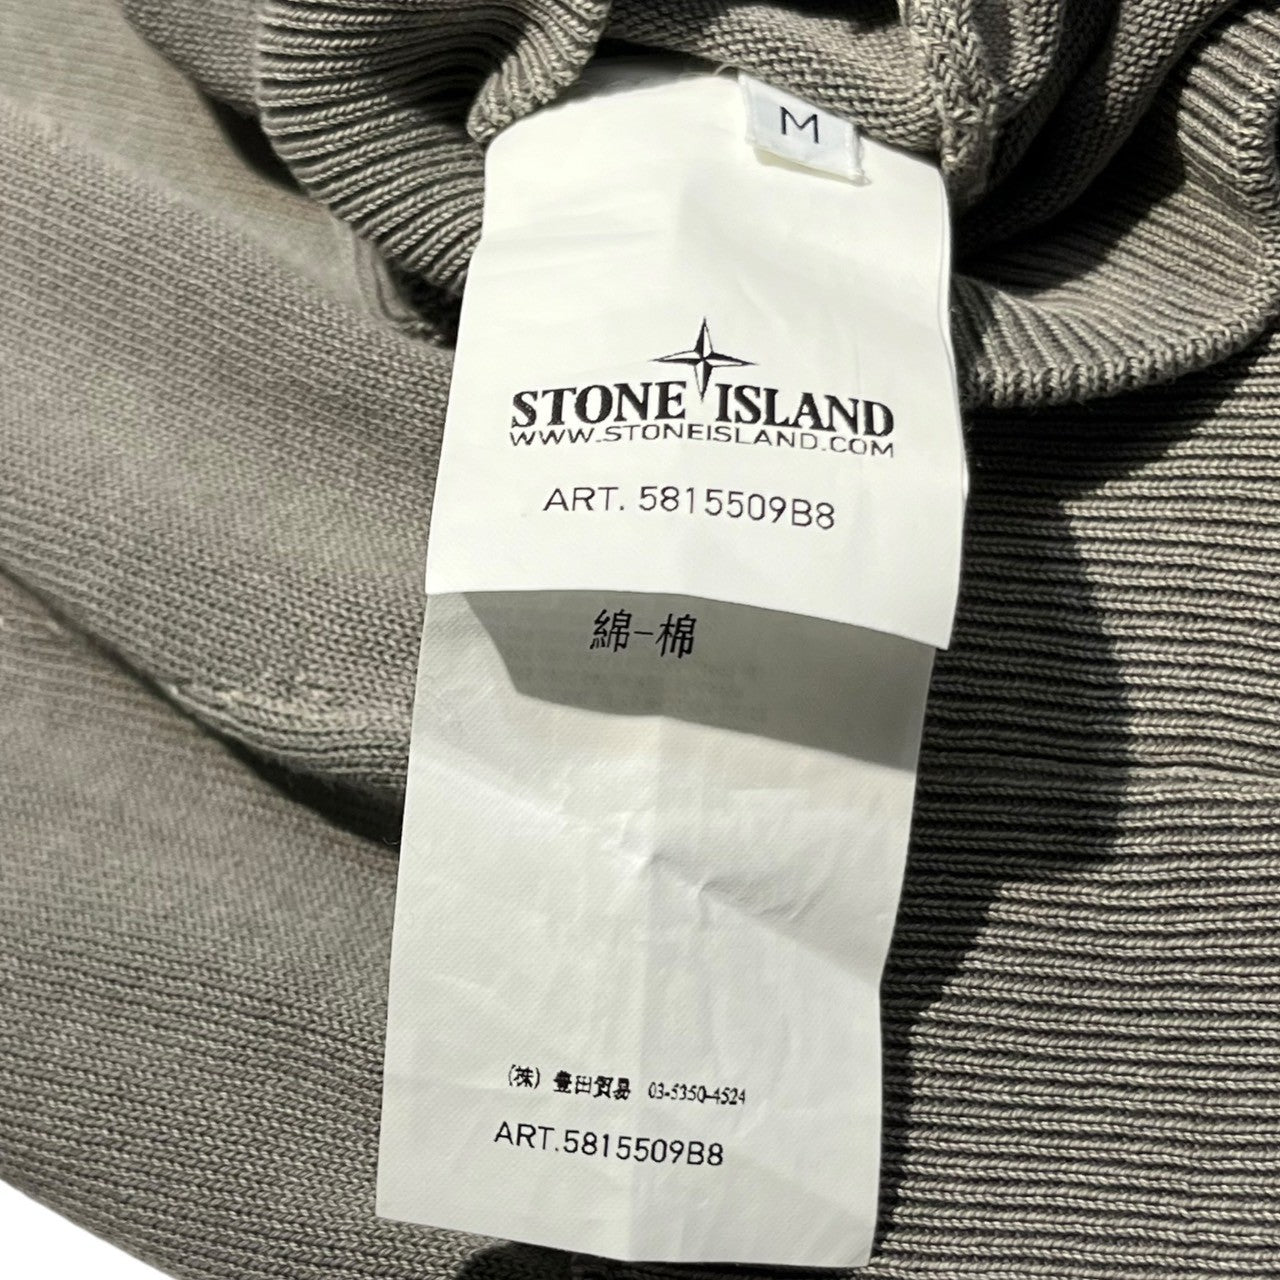 M
STONE ISLAND
WWW.STONEISLAND.COM
ART. 5815509B8
綿-棉
(株) 豊田貿易 03-5350-4524
ART.5815509B8